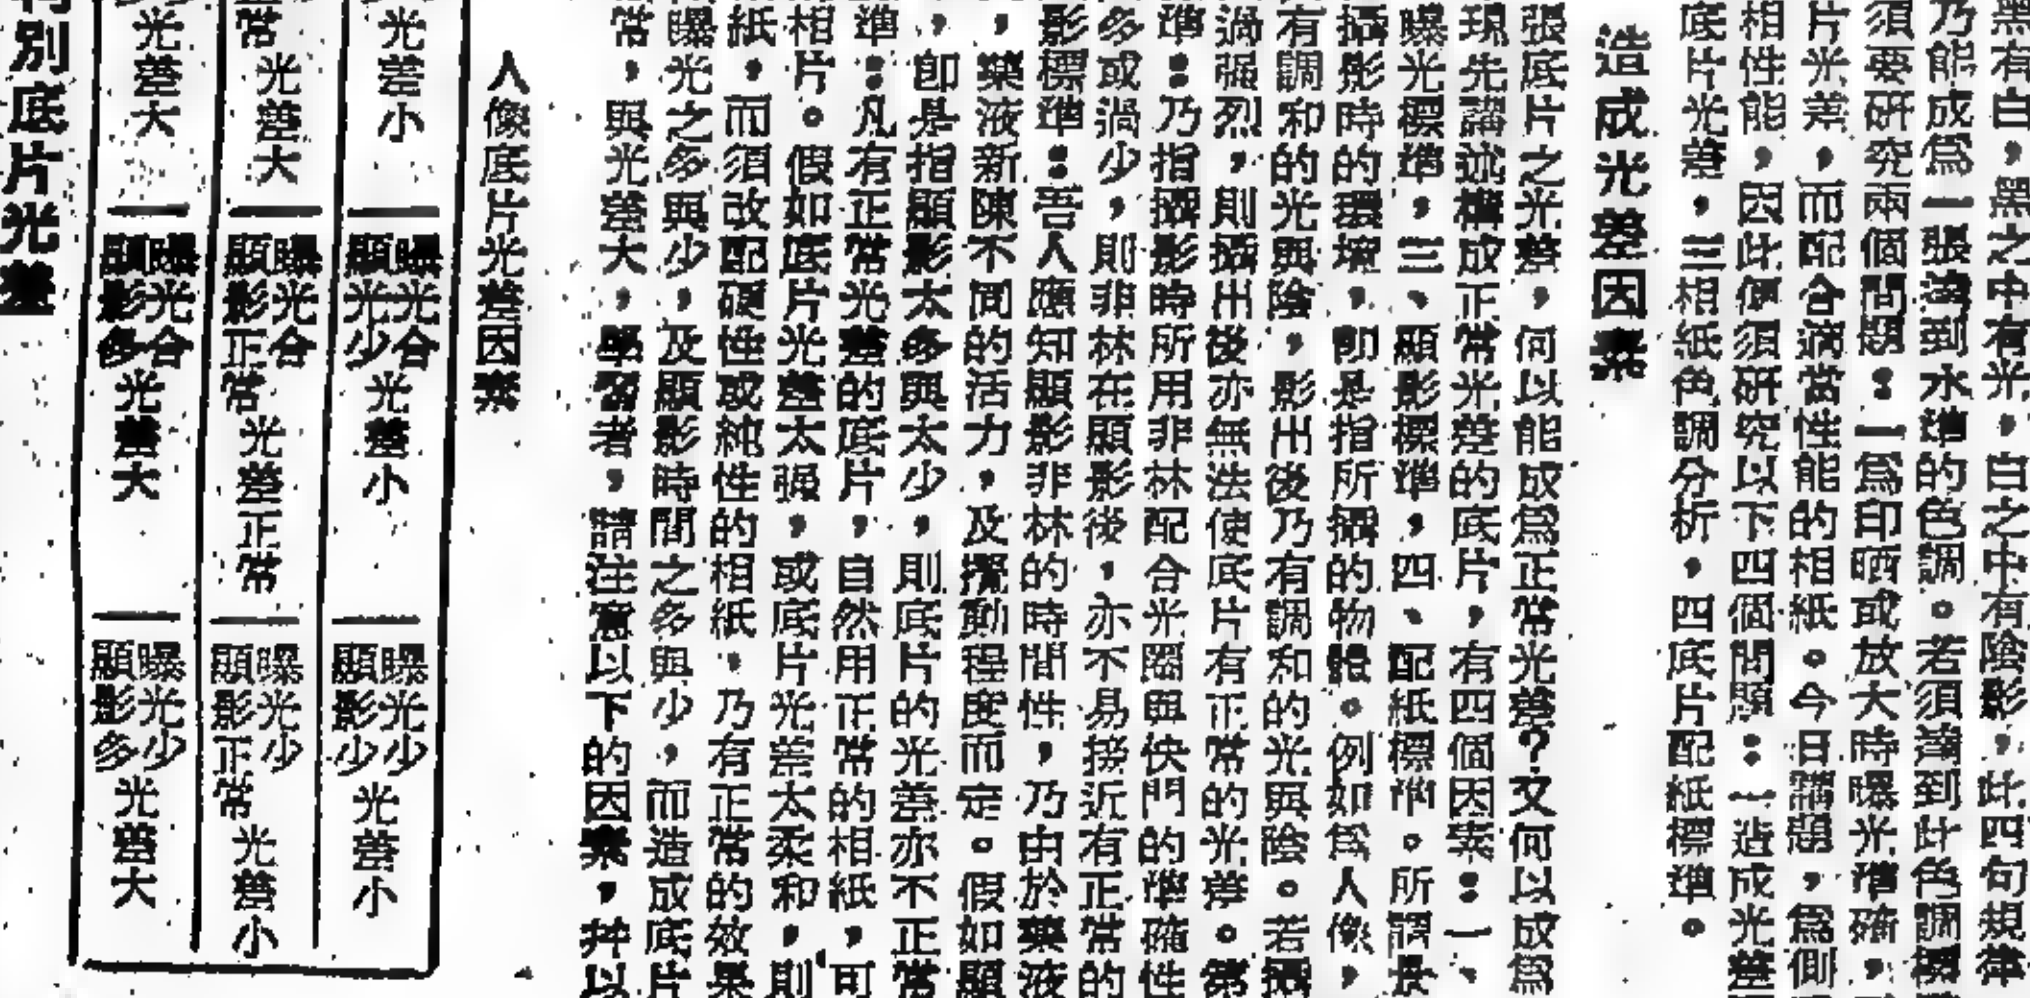 黑有白，黑之中有光，白之中有陰影，此四句規律
乃能成爲一張達到水準的色調。若須達到此色調標
須要研究兩個問題：一爲印晒或放大時曝光準確，
片光差，而配合適當性能的相紙。今日講題，爲側
相性能，因此便須研究以下四個問題：一造成光差
底片光差，三相紙色調分析，四底片配紙標準。
造成光差因素
張底片之光差，何以能成爲正常光差？又何以成爲
現先講述構成正常光差的底片，有四個因素：一、
曝光標準，三、顯影標準，四、配紙標準。所謂良
攝影時的環境，卽是指所攝的物體。例如爲人像，
有調和的光與陰，影出後乃有調和的光與陰。若攝
過强烈，則攝出後亦無法使底片有正常的光差。第
準：乃指攝影時所用非林配合光圈與快門的準確性
多或過少，則非林在顯影後，亦不易接近有正常的
影標準：吾人應知顯影非林的時間性，乃由於藥液
，藥液新陳不同的活力，及攪動程度而定。假如顯
，卽是指顯影太多與太少，則底片的光差亦不正常
準：凡有正常光差的底片，自然用正常的相紙，可
相片。假如底片光差太强，或底片光差太柔和，則
紙，而須改配硬性或純性的相紙，乃有正常的效果
曝光之多與少，及顯影時間之多與少，而造成底片
常，與光差大，學習者，請注意以下的因素，并以
人像底片光差因素
光差小
曝光合
顯光少
光差小
曝光少
顯影少
光差小
常
光差大
曝光合
顯影正常
光差正常
曝光少
顯影正常
光差小
光差大
曝光合
顯影多
光差大
曝光少
顯影多
光差大
別底片光差